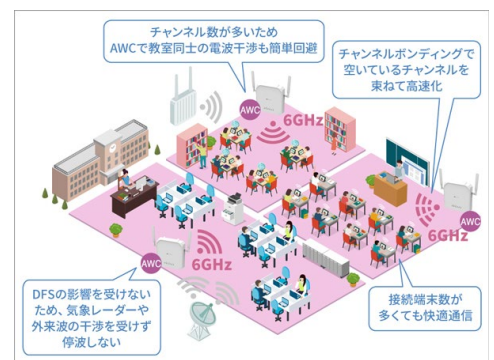 チャンネル数が多いため
AWCで教室同士の電波干渉も簡単回避
チャンネルボンディングで
空いているチャンネルを
束ねて高速化
AWC
6GHz
AWC
6GHz
AWC
6GHz
DFSの影響を受けない
ため、気象レーダーや
外来波の干渉を受けず
停波しない
接続端末数が
多くても快適通信